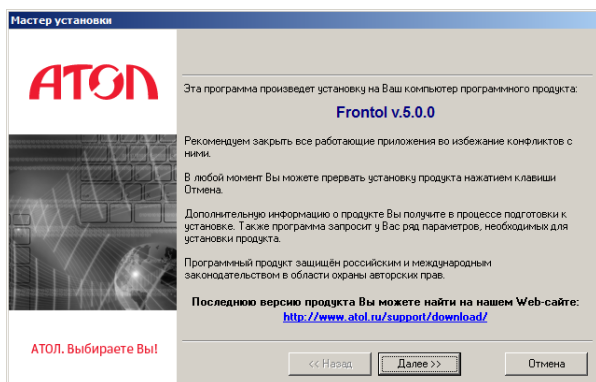 Мастер установки
АТОЛ
Эта программа произведет установку на Ваш компьютер программного продукта:
Frontol v.5.0.0
Рекомендуем закрыть все работающие приложения во избежание конфликтов с
ними.
В любой момент Вы можете прервать установку продукта нажатием клавиши
Отмена.
Дополнительную информацию о продукте Вы получите в процессе подготовки к
установке. Также программа запросит у Вас ряд параметров, необходимых для
установки продукта.
Программный продукт защищён российским и международным
законодательством в области охраны авторских прав.
Последнюю версию продукта Вы можете найти на нашем Web-сайте:
http://www.atol.ru/support/download/
АТОЛ. Выбираете Вы!
<< Назад
Далее >>
Отмена